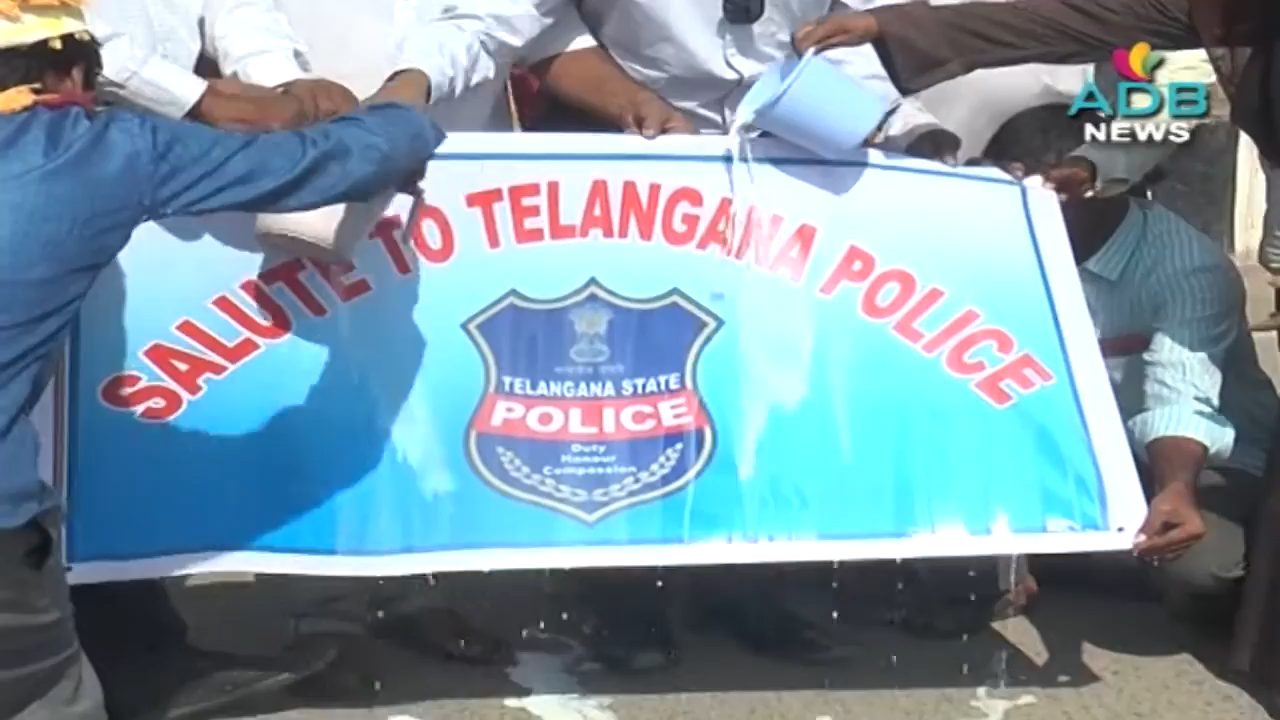 ADB
NEWS
SALUTE TO TELANGANA POLICE
TELANGANA STATE
POLICE
Duty
Honour
Compassion